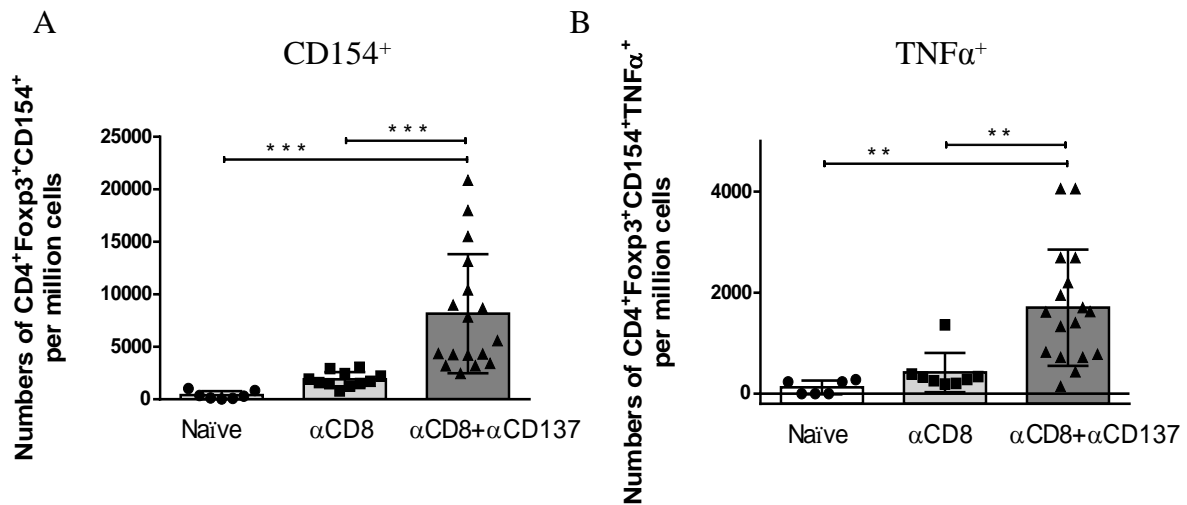 A
CD154⁺
Numbers of CD4⁺Foxp3⁺CD154⁺
per million cells
25000
20000
15000
10000
5000
0
* * *
* * *
Naïve αCD8 αCD8+αCD137
B
TNFα⁺
Numbers of CD4⁺Foxp3⁺CD154⁺TNFα⁺
per million cells
4000
2000
0
* *
* *
Naïve αCD8 αCD8+αCD137